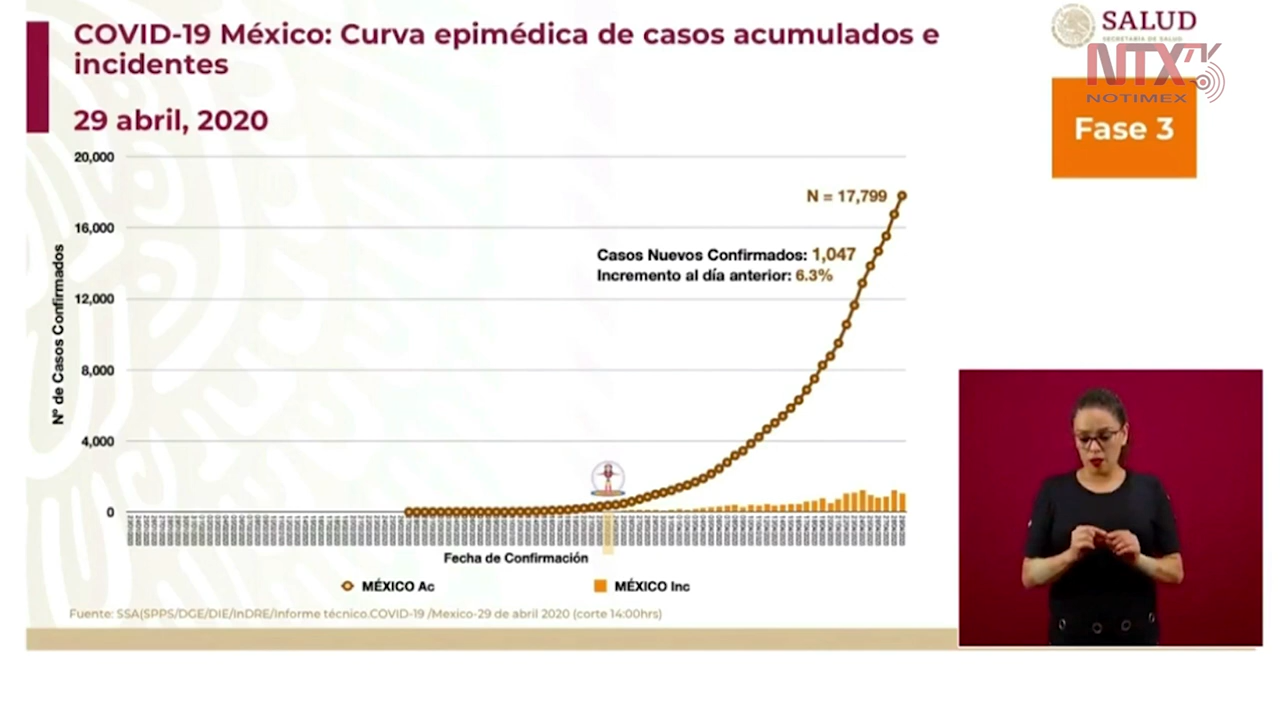 COVID-19 México: Curva epimédica de casos acumulados e
incidentes
29 abril, 2020
SALUD
SECRETARÍA DE SALUD
NTX
NOTIMEX
Fase 3
20,000
16,000
12,000
8,000
4,000
0
Nº de Casos Confirmados
N = 17,799
Casos Nuevos Confirmados: 1,047
Incremento al día anterior: 6.3%
Fecha de Confirmación
MÉXICO Ac
MÉXICO Inc
Fuente: SSA(SPPS/DGE/DIE/InDRE/Informe técnico.COVID-19 /Mexico-29 de abril 2020 (corte 14:00hrs)